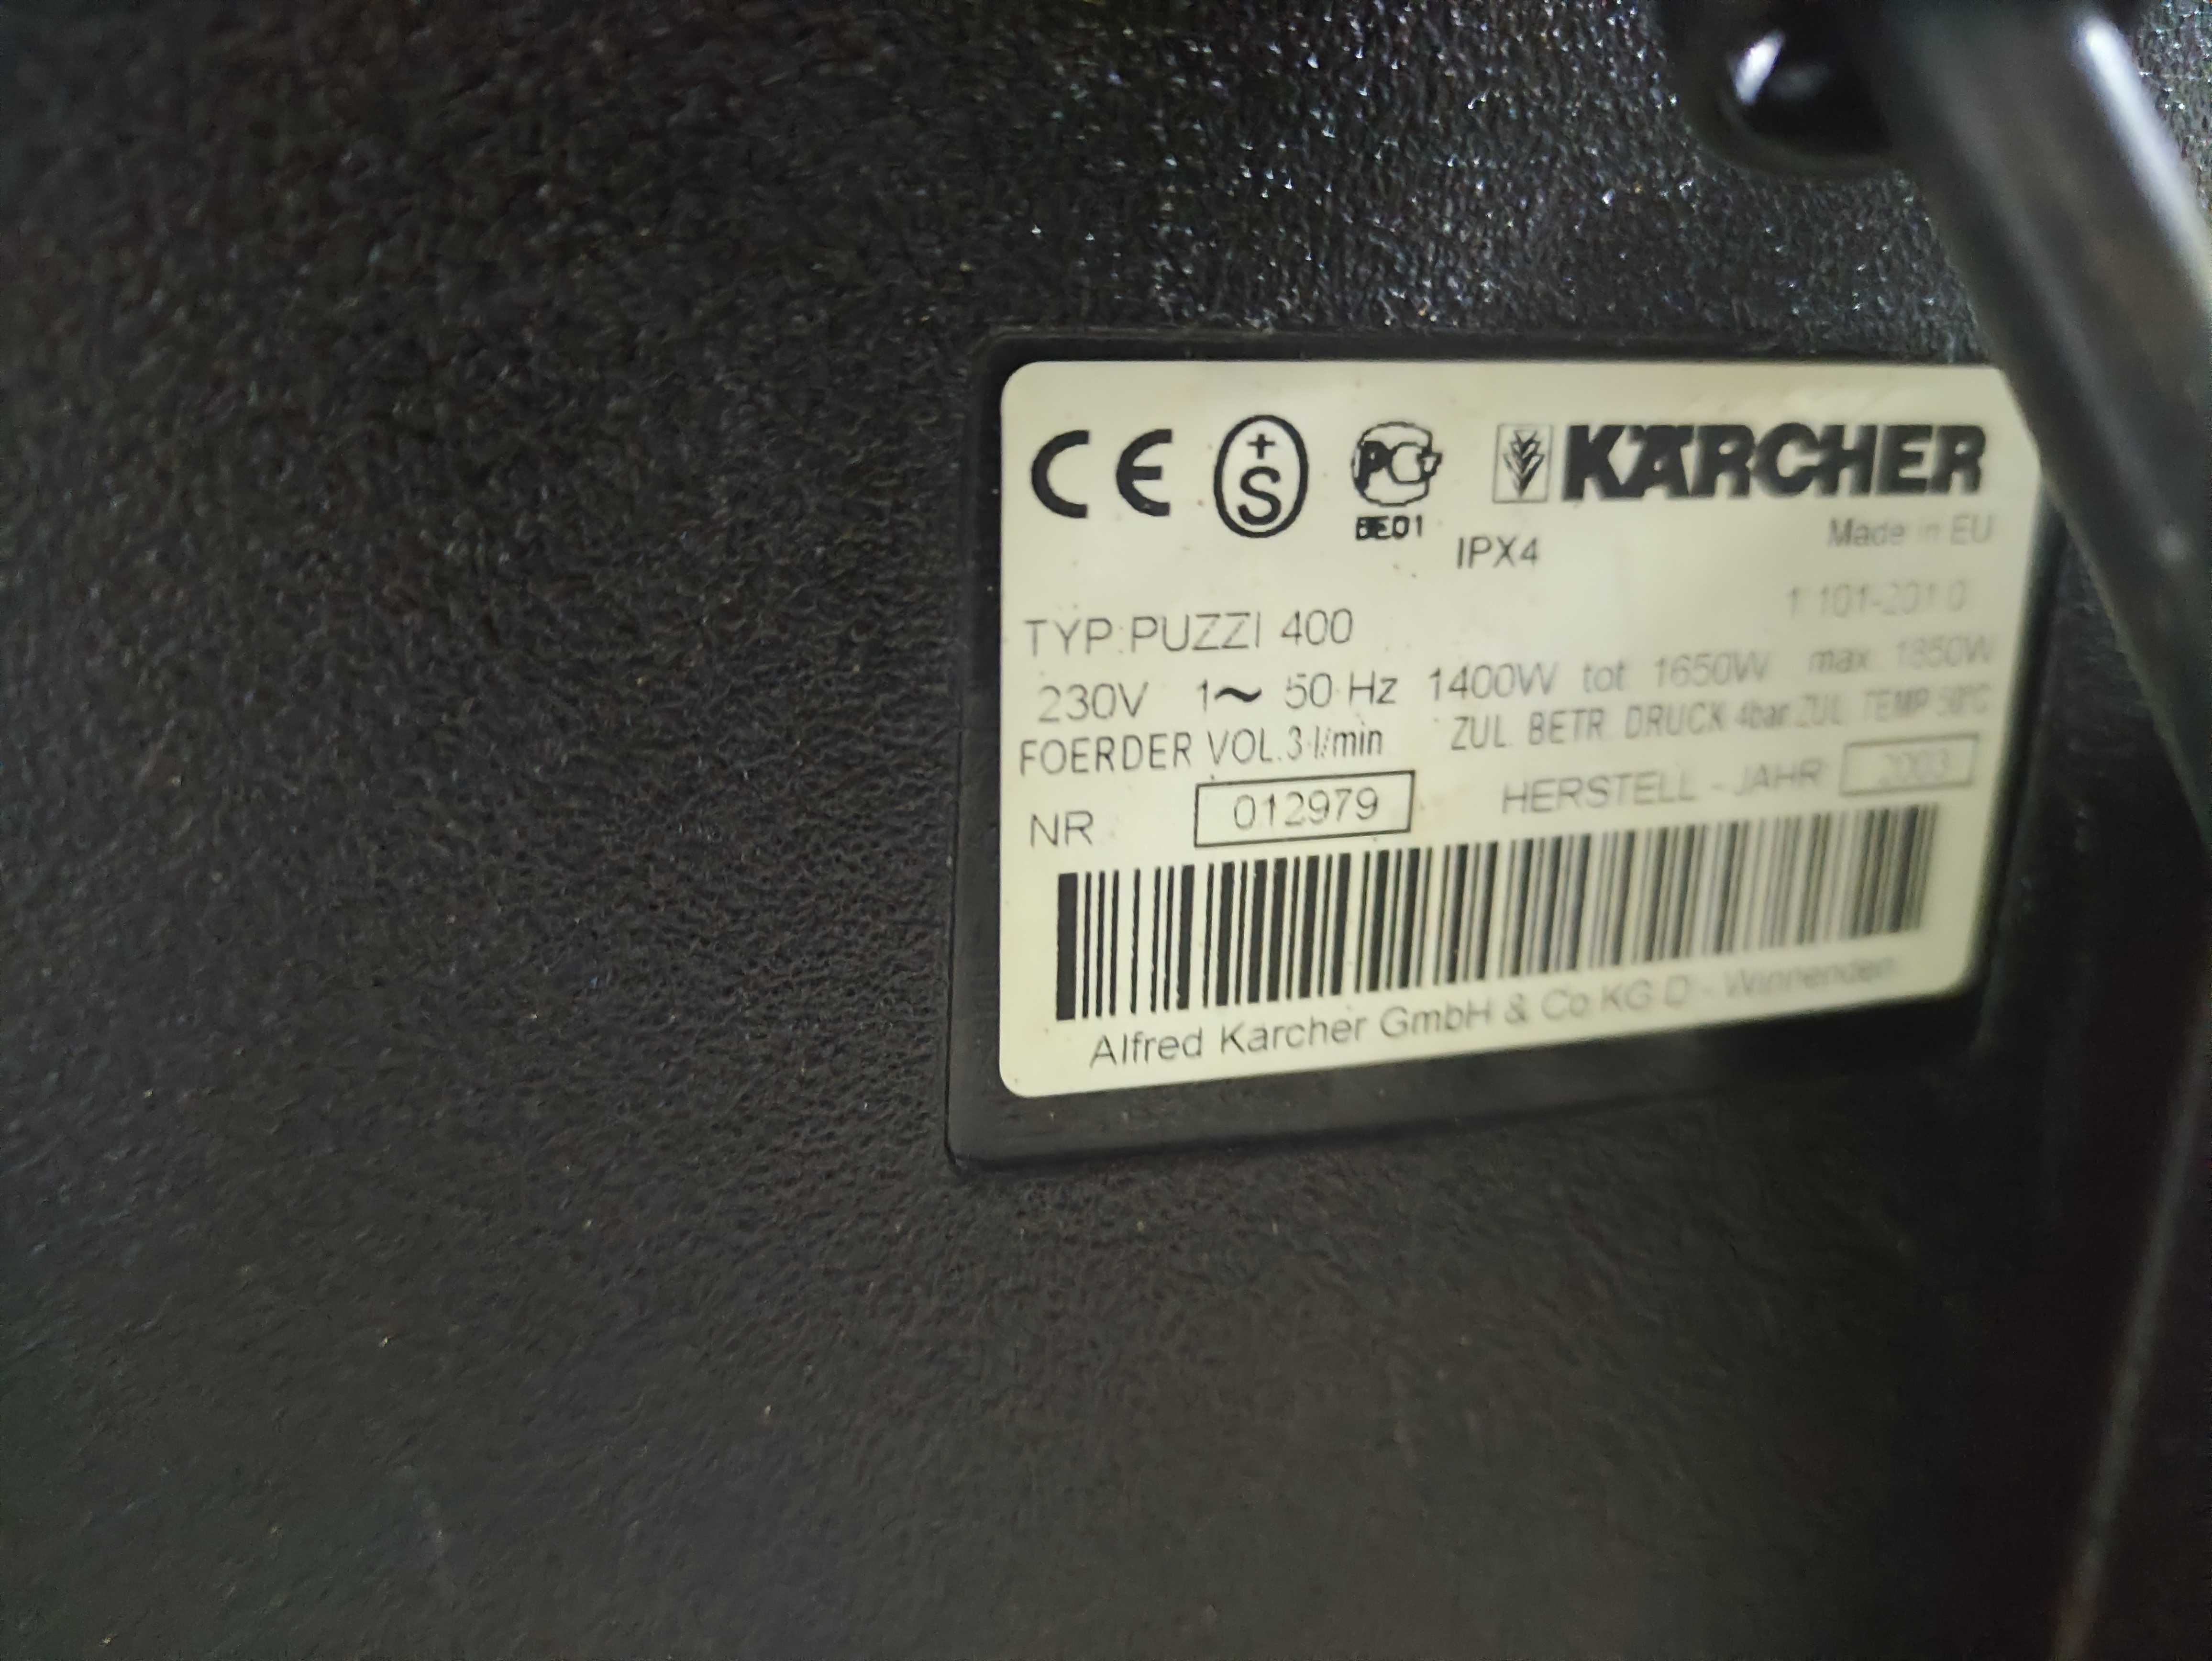 CE +S PCT KÄRCHER
BE01
IPX4 Made in EU
TYP:PUZZI 400 1 101-201 0
230V 1~ 50 Hz 1400W tot 1650W max 1850W
FOERDER VOL.3 l/min ZUL. BETR. DRUCK 4bar ZUL. TEMP 50°C
NR 012979 HERSTELL - JAHR 2003
Alfred Karcher GmbH & Co KG D - Winnenden